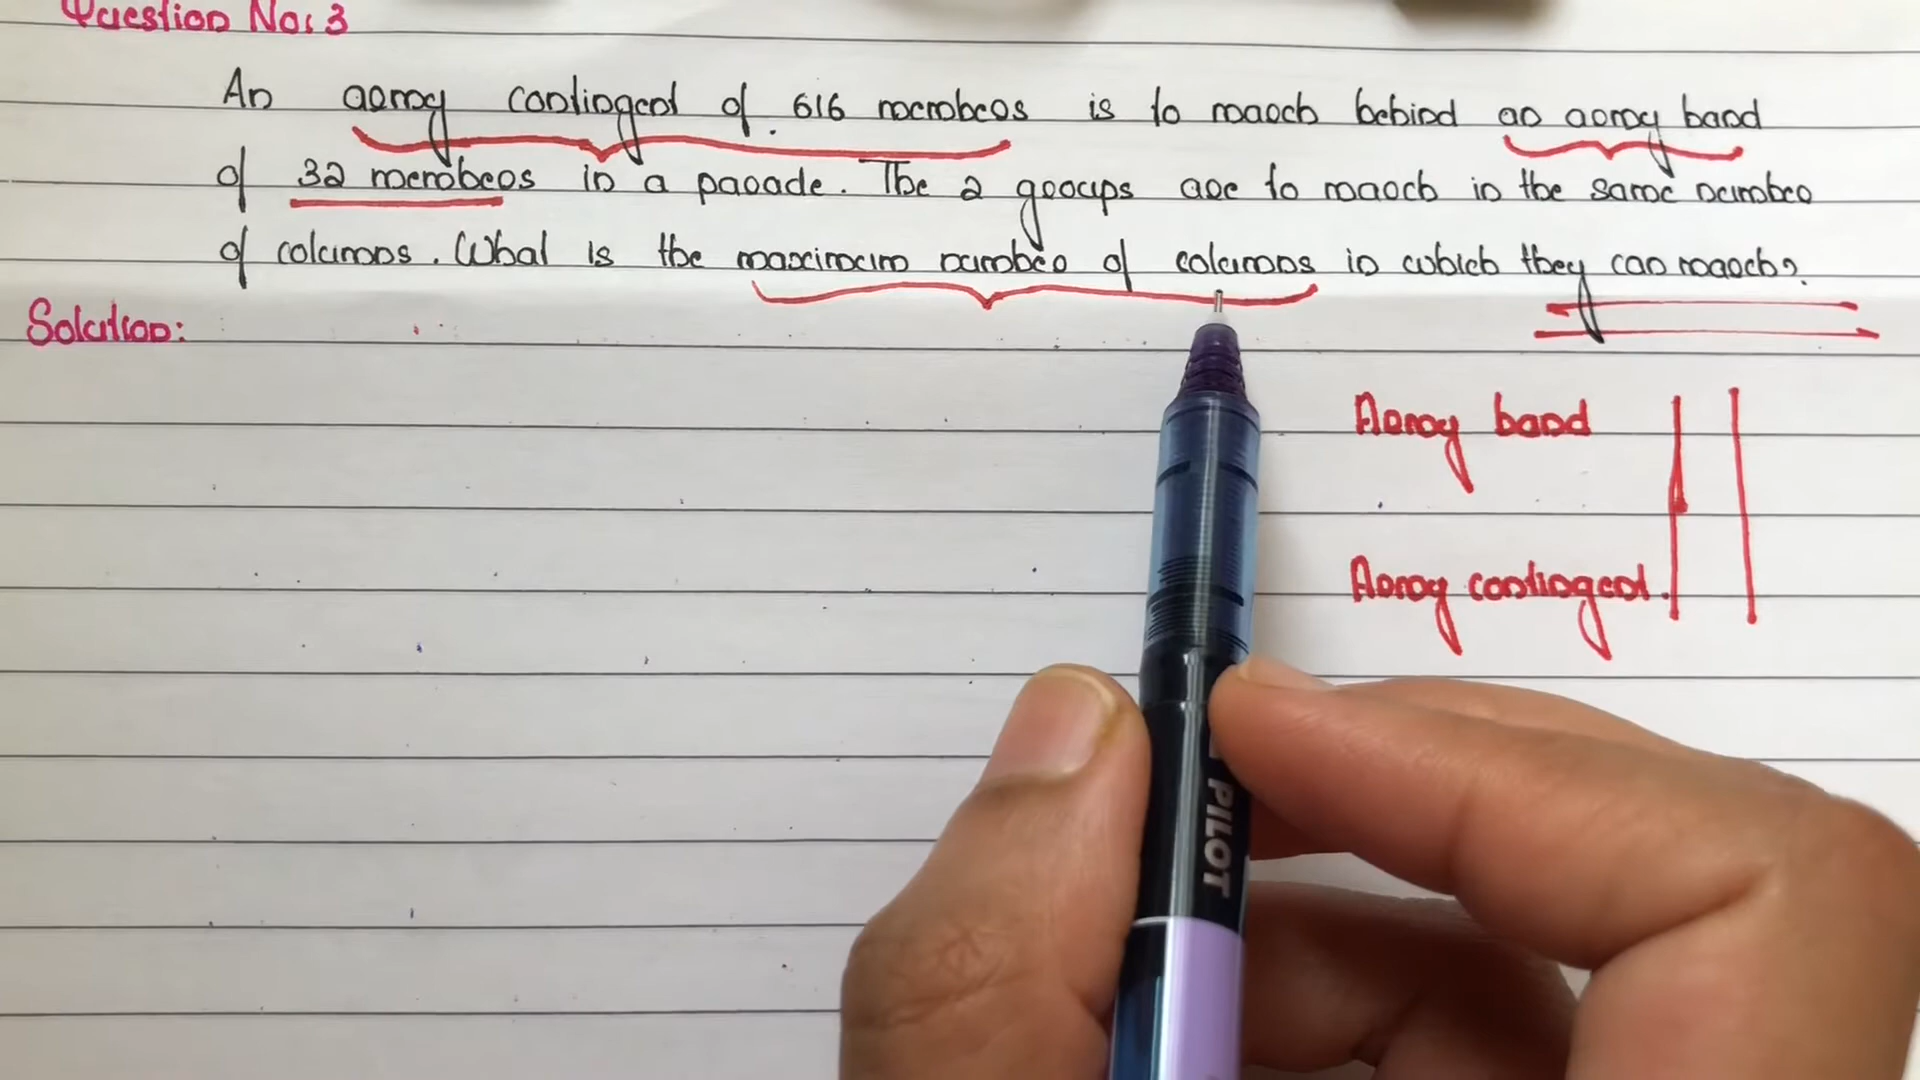 Question No: 3
An army contingent of 616 members is to march behind an army band
of 32 members in a parade. The 2 groups are to march in the same number
of columns. What is the maximum number of columns in which they can march?
Solution:
Army band
Army contingent.
PILOT